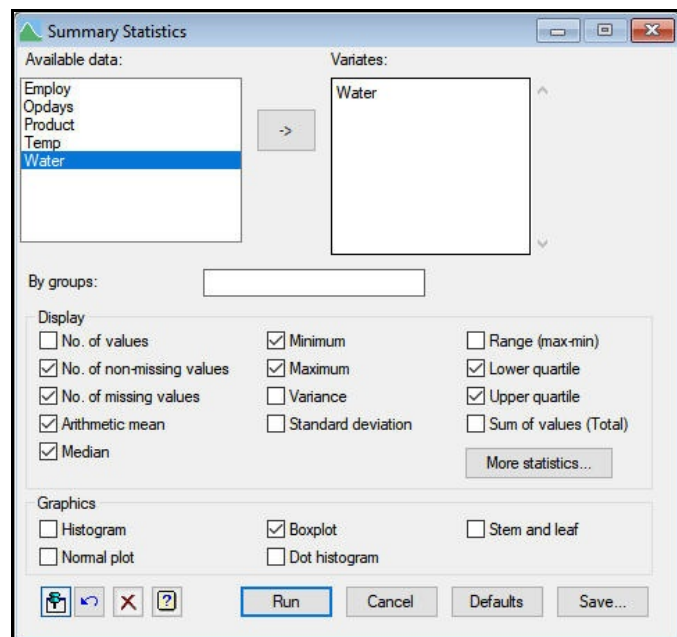 Summary Statistics
Available data:
Variates:
Employ
Opdays
Product
Temp
Water
->
Water
By groups:
Display
No. of values
Minimum
Range (max-min)
No. of non-missing values
Maximum
Lower quartile
No. of missing values
Variance
Upper quartile
Arithmetic mean
Standard deviation
Sum of values (Total)
Median
More statistics...
Graphics
Histogram
Boxplot
Stem and leaf
Normal plot
Dot histogram
?
Run
Cancel
Defaults
Save...